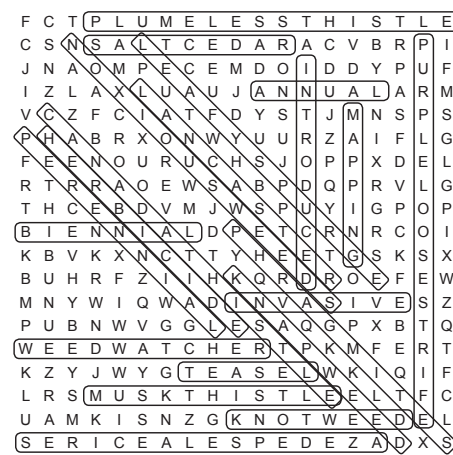 F C T P L U M E L E S S T H I S T L E
C S N S A L T C E D A R A C V B R P I
J N A O M P E C E M D O I D D Y P U F
I Z L A X L U A U J A N N U A L A R M
V C Z F C I A T F D Y S T J M N S P S
P H A B R X O N W Y U U R Z A I F L G
F E E N O U R U C H S J O P P X D E L
R T R R A O E W S A B P D Q P R V L G
T H C E B D V M J W S P U Y I G P O P
B I E N N I A L D P E T C R N R C O I
K B V K X N C T T Y H E E T G S K S X
B U H R F Z I I H K Q R D R O E F E W
M N Y W I Q W A D I N V A S I V E S Z
P U B N W V G G L E S A Q G P X B T Q
W E E D W A T C H E R T P K M F E R T
K Z Y J W Y G T E A S E L W K I Q I F
L R S M U S K T H I S T L E E L T F C
U A M K I S N Z G K N O T W E E D E L
S E R I C E A L E S P E D E Z A D X S